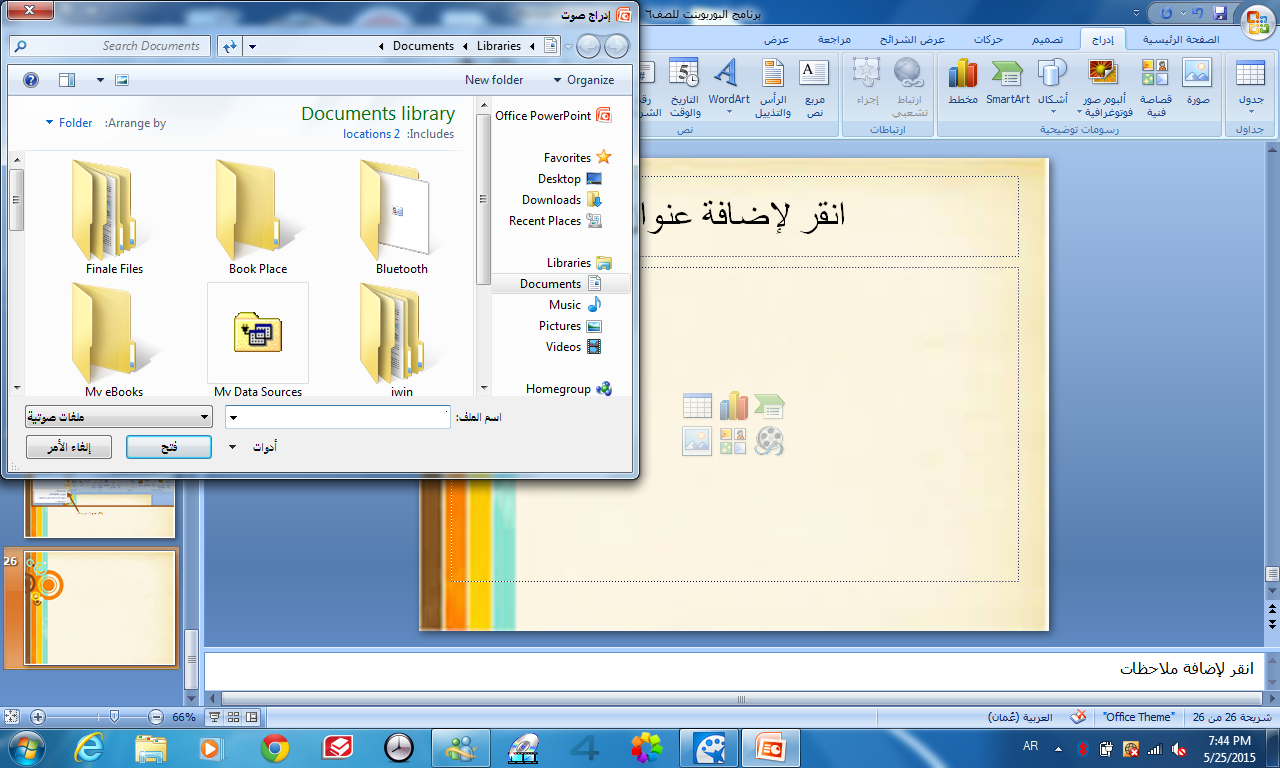 إدراج صوت
برنامج البوربوينت للصف٦
Search Documents
Libraries
Documents
Organize
New folder
Documents library
Includes: 2 locations
Arrange by:
Folder
Office PowerPoint
Favorites
Desktop
Downloads
Recent Places
Libraries
Documents
Music
Pictures
Videos
Homegroup
Finale Files
Book Place
Bluetooth
My eBooks
My Data Sources
iwin
اسم الملف:
ملفات صوتية
أدوات
فتح
إلغاء الأمر
الصفحة الرئيسية
إدراج
تصميم
حركات
عرض الشرائح
مراجعة
عرض
جدول
جداول
صورة
قصاصة فنية
ألبوم صور فوتوغرافية
أشكال
SmartArt
مخطط
رسومات توضيحية
ارتباط تشعبي
إجراء
ارتباطات
مربع نص
الرأس والتذييل
WordArt
التاريخ والوقت
نص
انقر لإضافة عنوا
26
انقر لإضافة ملاحظات
شريحة 26 من 26
"Office Theme"
العربية (عُمان)
66%
AR
7:44 PM
5/25/2015